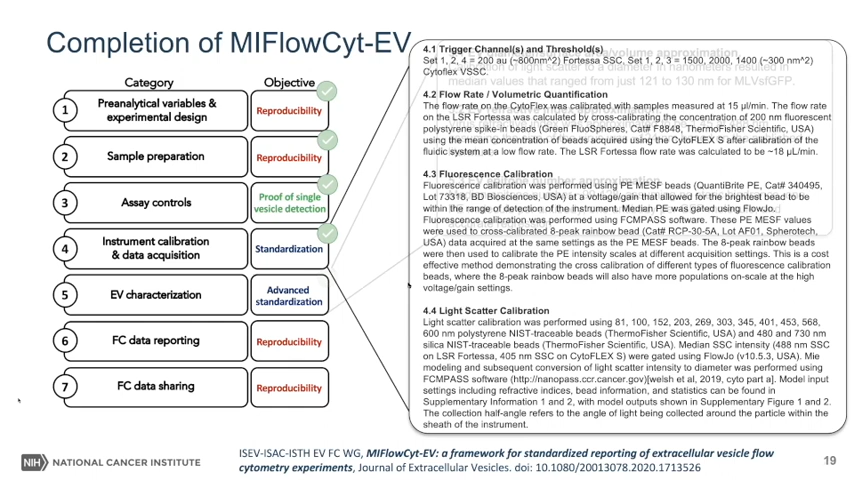 Completion of MIFlowCyt-EV
Category
Objective
1
Preanalytical variables &
experimental design
Reproducibility
2
Sample preparation
Reproducibility
3
Assay controls
Proof of single
vesicle detection
4
Instrument calibration
& data acquisition
Standardization
5
EV characterization
Advanced
standardization
6
FC data reporting
Reproducibility
7
FC data sharing
Reproducibility
4.1 Trigger Channel(s) and Threshold(s)
Set 1, 2, 4 = 200 au (~800nm^2) Fortessa SSC, Set 1, 2, 3 = 1500, 2000, 1400 (~300 nm^2)
Cytoflex VSSC.
4.2 Flow Rate / Volumetric Quantification
The flow rate on the CytoFlex was calibrated with samples measured at 15 µl/min. The flow rate
on the LSR Fortessa was calculated by cross-calibrating the concentration of 200 nm fluorescent
polystyrene spike-in beads (Green FluoSpheres, Cat# F8848, ThermoFisher Scientific, USA)
using the mean concentration of beads acquired using the CytoFLEX S after calibration of the
fluidic system at a low flow rate. The LSR Fortessa flow rate was calculated to be ~18 µL/min.
4.3 Fluorescence Calibration
Fluorescence calibration was performed using PE MESF beads (QuantiBrite PE, Cat# 340495,
Lot 73318, BD Biosciences, USA) at a voltage/gain that allowed for the brightest bead to be
within the range of detection of the instrument. Median PE was gated using FlowJo.
Fluorescence calibration was performed using FCMPASS software. These PE MESF values
were used to cross-calibrated 8-peak rainbow bead (Cat# RCP-30-5A, Lot AF01, Spherotech,
USA) data acquired at the same settings as the PE MESF beads. The 8-peak rainbow beads
were then used to calibrate the PE intensity scales at different acquisition settings. This is a cost
effective method demonstrating the cross calibration of different types of fluorescence calibration
beads, where the 8-peak rainbow beads will also have more populations on-scale at the high
voltage/gain settings.
4.4 Light Scatter Calibration
Light scatter calibration was performed using 81, 100, 152, 203, 269, 303, 345, 401, 453, 568,
600 nm polystyrene NIST-traceable beads (ThermoFisher Scientific, USA) and 480 and 730 nm
silica NIST-traceable beads (ThermoFisher Scientific, USA). Median SSC intensity (488 nm SSC
on LSR Fortessa, 405 nm SSC on CytoFLEX S) were gated using FlowJo (v10.5.3, USA). Mie
modeling and subsequent conversion of light scatter intensity to diameter was performed using
FCMPASS software (http://nanopass.ccr.cancer.gov)[welsh et al, 2019, cyto part a]. Model input
settings including refractive indices, bead information, and statistics can be found in
Supplementary Information 1 and 2, with model outputs shown in Supplementary Figure 1 and 2.
The collection half-angle refers to the angle of light being collected around the particle within the
sheath of the instrument.
/volume approximation
of light scatter to a diameter in nanometers resulted in
median values that ranged from just 121 to 130 nm for MLVsfGFP.
NIH NATIONAL CANCER INSTITUTE
ISEV-ISAC-ISTH EV FC WG, MIFlowCyt-EV: a framework for standardized reporting of extracellular vesicle flow
cytometry experiments, Journal of Extracellular Vesicles. doi: 10.1080/20013078.2020.1713526
19